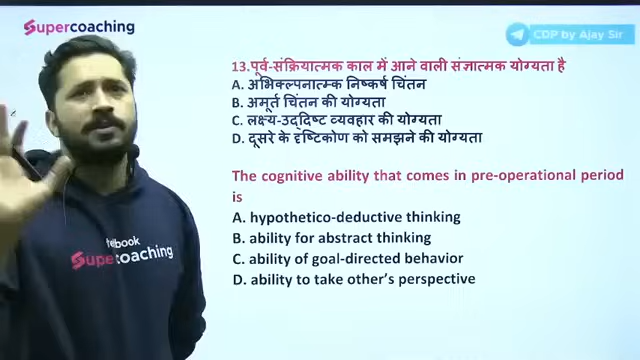 Supercoaching
CDP by Ajay Sir
13.पूर्व-संक्रियात्मक काल में आने वाली संज्ञात्मक योग्यता है
A. अभिकल्पनात्मक निष्कर्ष चिंतन
B. अमूर्त चिंतन की योग्यता
C. लक्ष्य-उद्दिष्ट व्यवहार की योग्यता
D. दूसरे के दृष्टिकोण को समझने की योग्यता
The cognitive ability that comes in pre-operational period
is
A. hypothetico-deductive thinking
B. ability for abstract thinking
C. ability of goal-directed behavior
D. ability to take other's perspective
Supercoaching